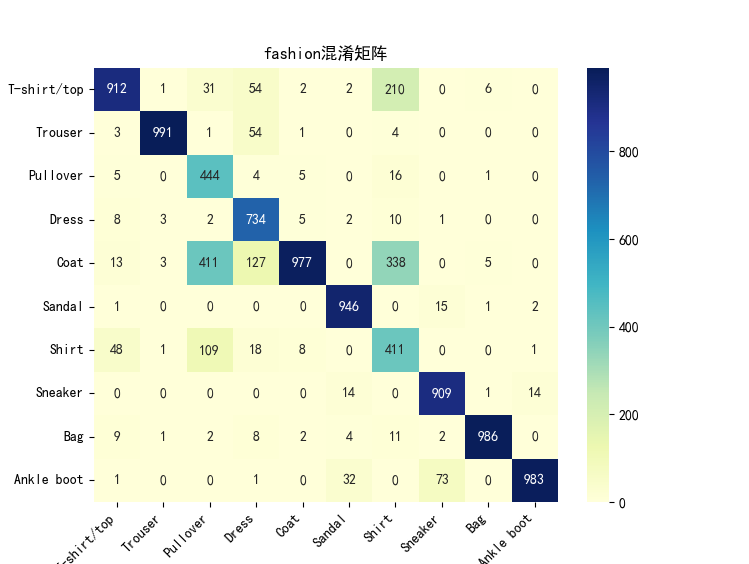 fashion混淆矩阵
T-shirt/top 912 1 31 54 2 2 210 0 6 0
Trouser 3 991 1 54 1 0 4 0 0 0
Pullover 5 0 444 4 5 0 16 0 1 0
Dress 8 3 2 734 5 2 10 1 0 0
Coat 13 3 411 127 977 0 338 0 5 0
Sandal 1 0 0 0 0 946 0 15 1 2
Shirt 48 1 109 18 8 0 411 0 0 1
Sneaker 0 0 0 0 0 14 0 909 1 14
Bag 9 1 2 8 2 4 11 2 986 0
Ankle boot 1 0 0 1 0 32 0 73 0 983
-shirt/top Trouser Pullover Dress Coat Sandal Shirt Sneaker Bag Ankle boot
800
600
400
200
0